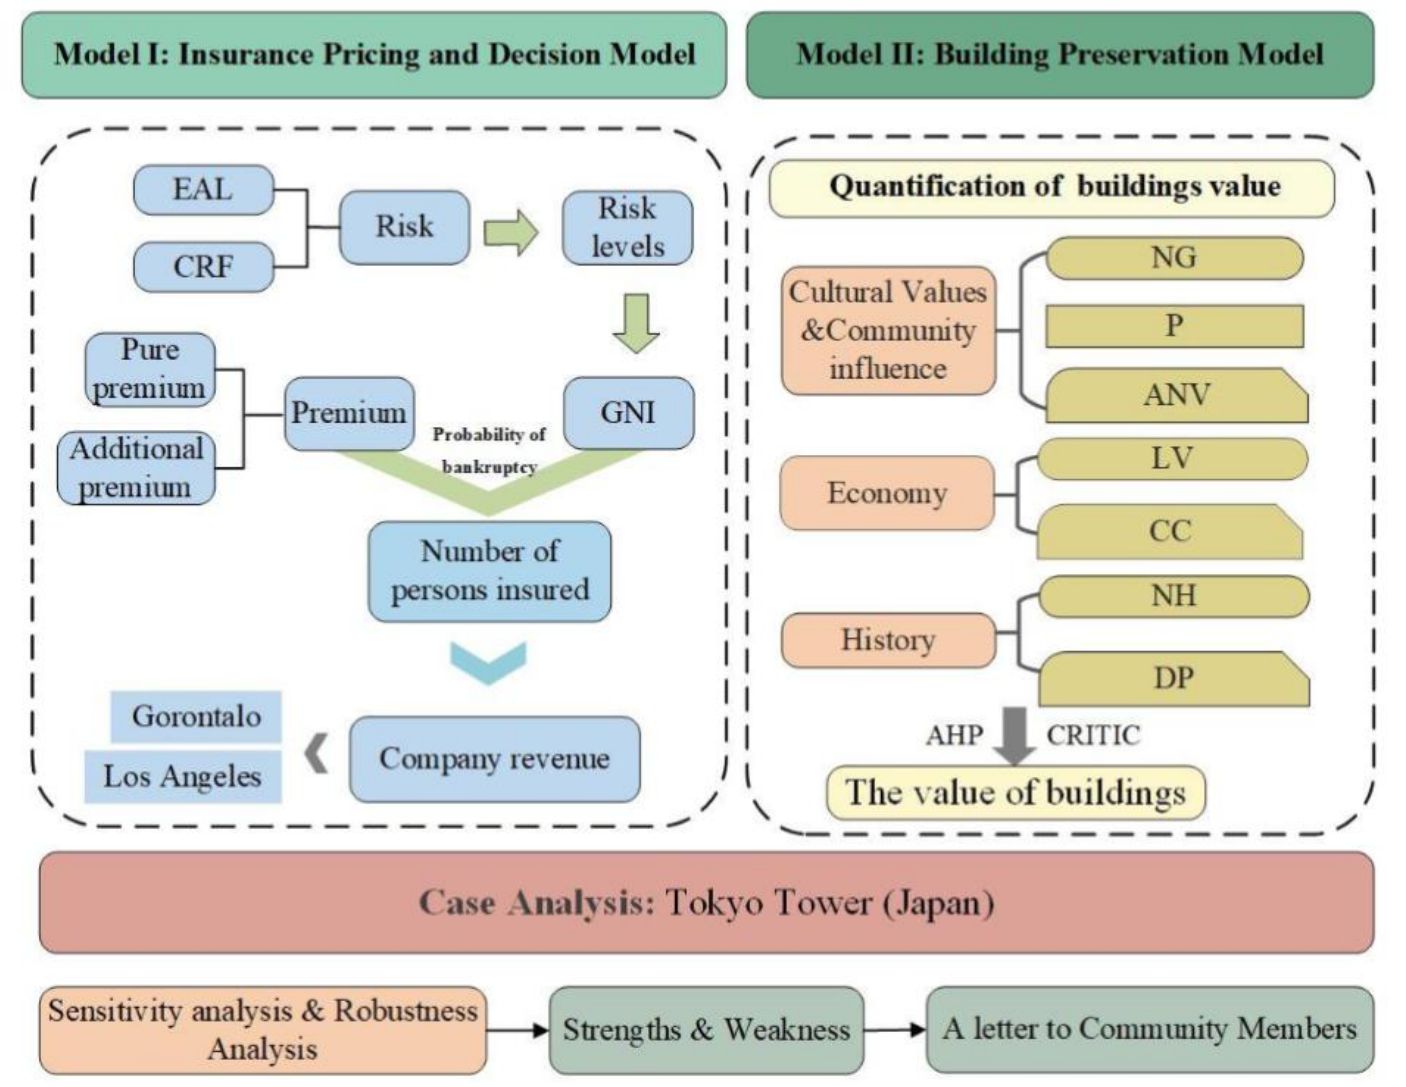 Model I: Insurance Pricing and Decision Model
Model II: Building Preservation Model
EAL
CRF
Risk
Risk
levels
Pure
premium
Additional
premium
Premium
Probability of
bankruptcy
GNI
Number of
persons insured
Company revenue
Gorontalo
Los Angeles
Quantification of buildings value
Cultural Values
&Community
influence
NG
P
ANV
Economy
LV
CC
History
NH
DP
AHP
CRITIC
The value of buildings
Case Analysis: Tokyo Tower (Japan)
Sensitivity analysis & Robustness
Analysis
Strengths & Weakness
A letter to Community Members